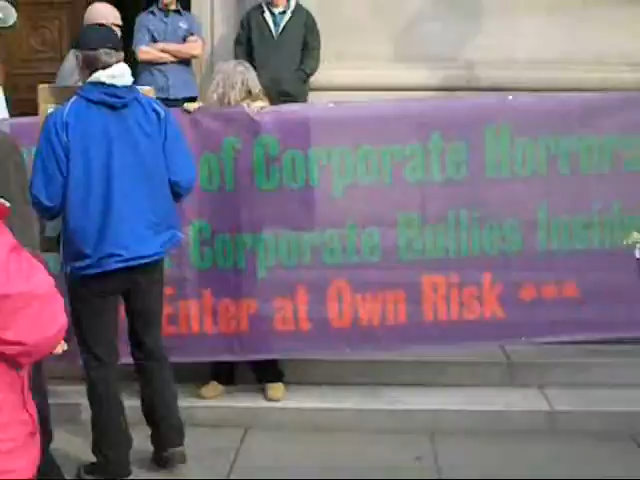 of Corporate Horrors
Corporate Bullies Inside
Enter at Own Risk ***